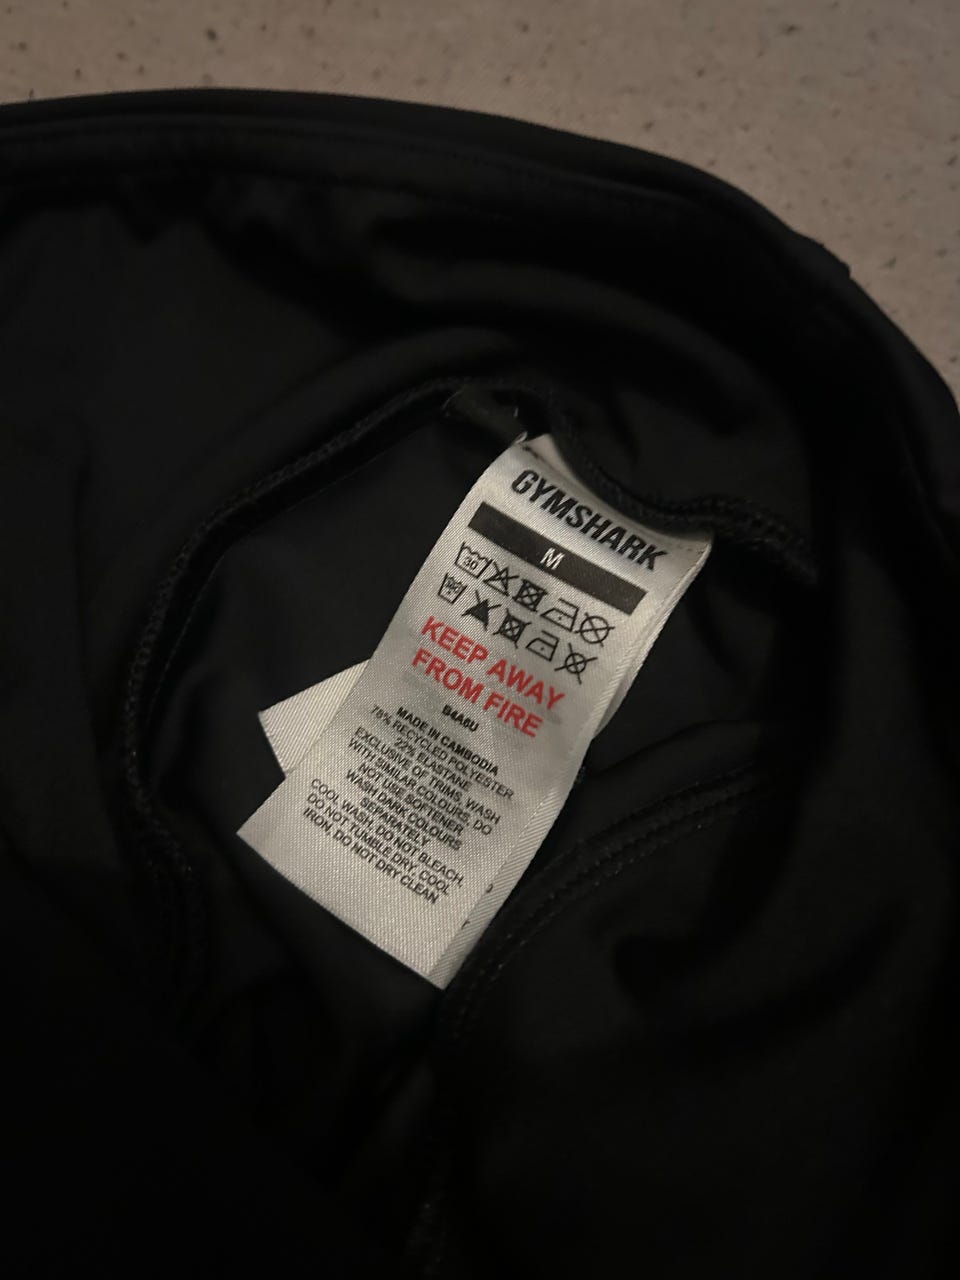 GYMSHARK
M
30
KEEP AWAY
FROM FIRE
B4A6U
MADE IN CAMBODIA
78% RECYCLED POLYESTER
22% ELASTANE
EXCLUSIVE OF TRIMS, WASH
WITH SIMILAR COLOURS, DO
NOT USE SOFTENER
WASH DARK COLOURS
SEPARATELY
COOL WASH, DO NOT BLEACH,
DO NOT TUMBLE DRY, COOL
IRON, DO NOT DRY CLEAN